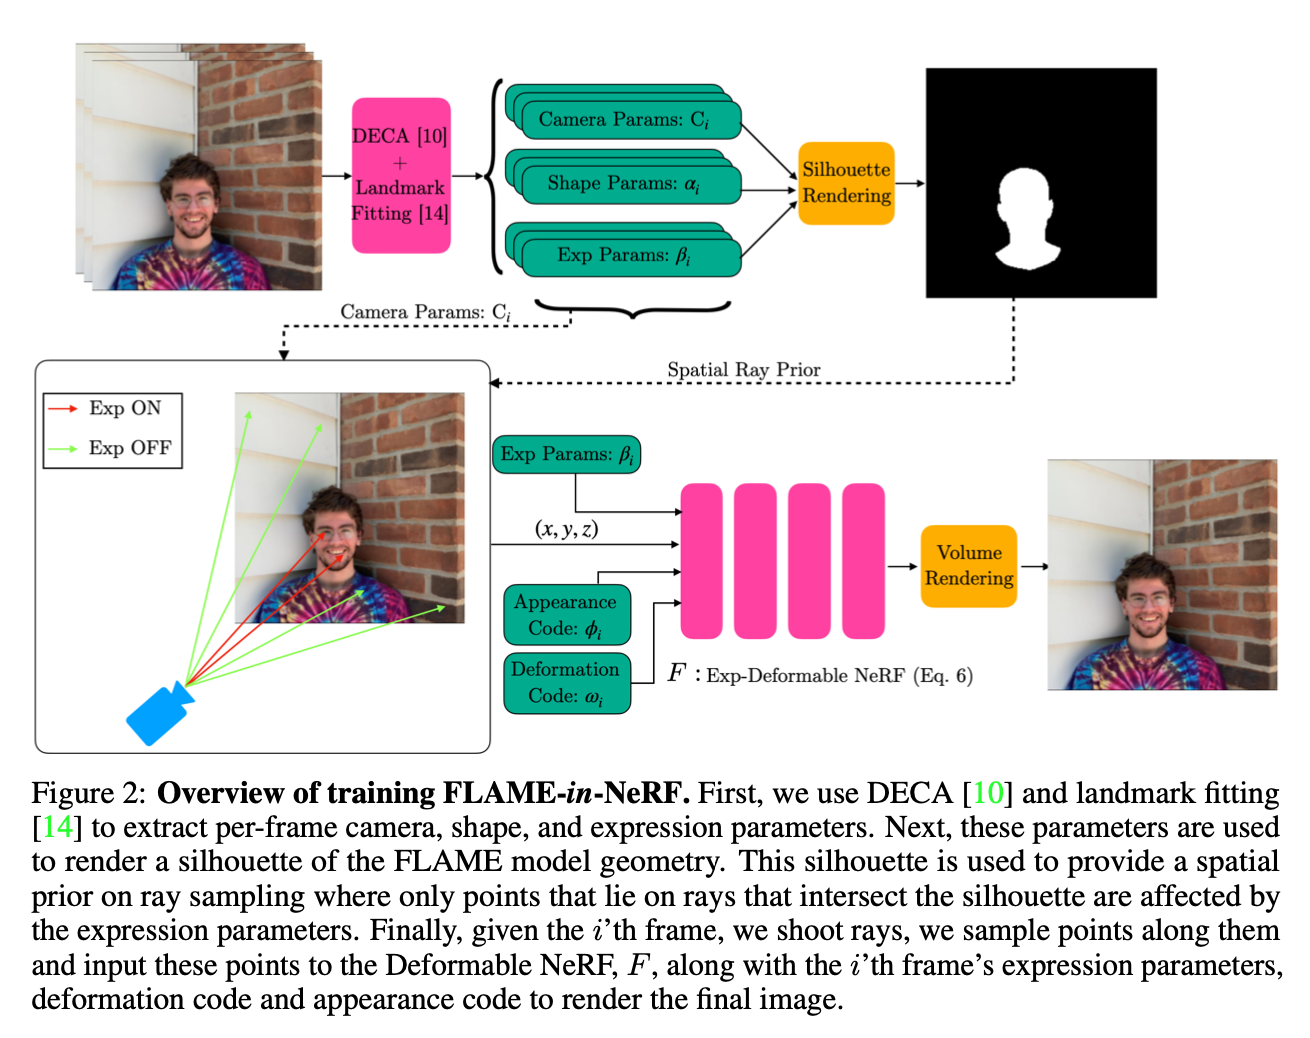 DECA [10]
+
Landmark
Fitting [14]
Camera Params: Cᵢ
Shape Params: αᵢ
Exp Params: βᵢ
Silhouette
Rendering
Camera Params: Cᵢ
Spatial Ray Prior
Exp ON
Exp OFF
Exp Params: βᵢ
(x, y, z)
Appearance
Code: ϕᵢ
Deformation
Code: ωᵢ
F : Exp-Deformable NeRF (Eq. 6)
Volume
Rendering
Figure 2: Overview of training FLAME-in-NeRF. First, we use DECA [10] and landmark fitting
[14] to extract per-frame camera, shape, and expression parameters. Next, these parameters are used
to render a silhouette of the FLAME model geometry. This silhouette is used to provide a spatial
prior on ray sampling where only points that lie on rays that intersect the silhouette are affected by
the expression parameters. Finally, given the i’th frame, we shoot rays, we sample points along them
and input these points to the Deformable NeRF, F, along with the i’th frame’s expression parameters,
deformation code and appearance code to render the final image.